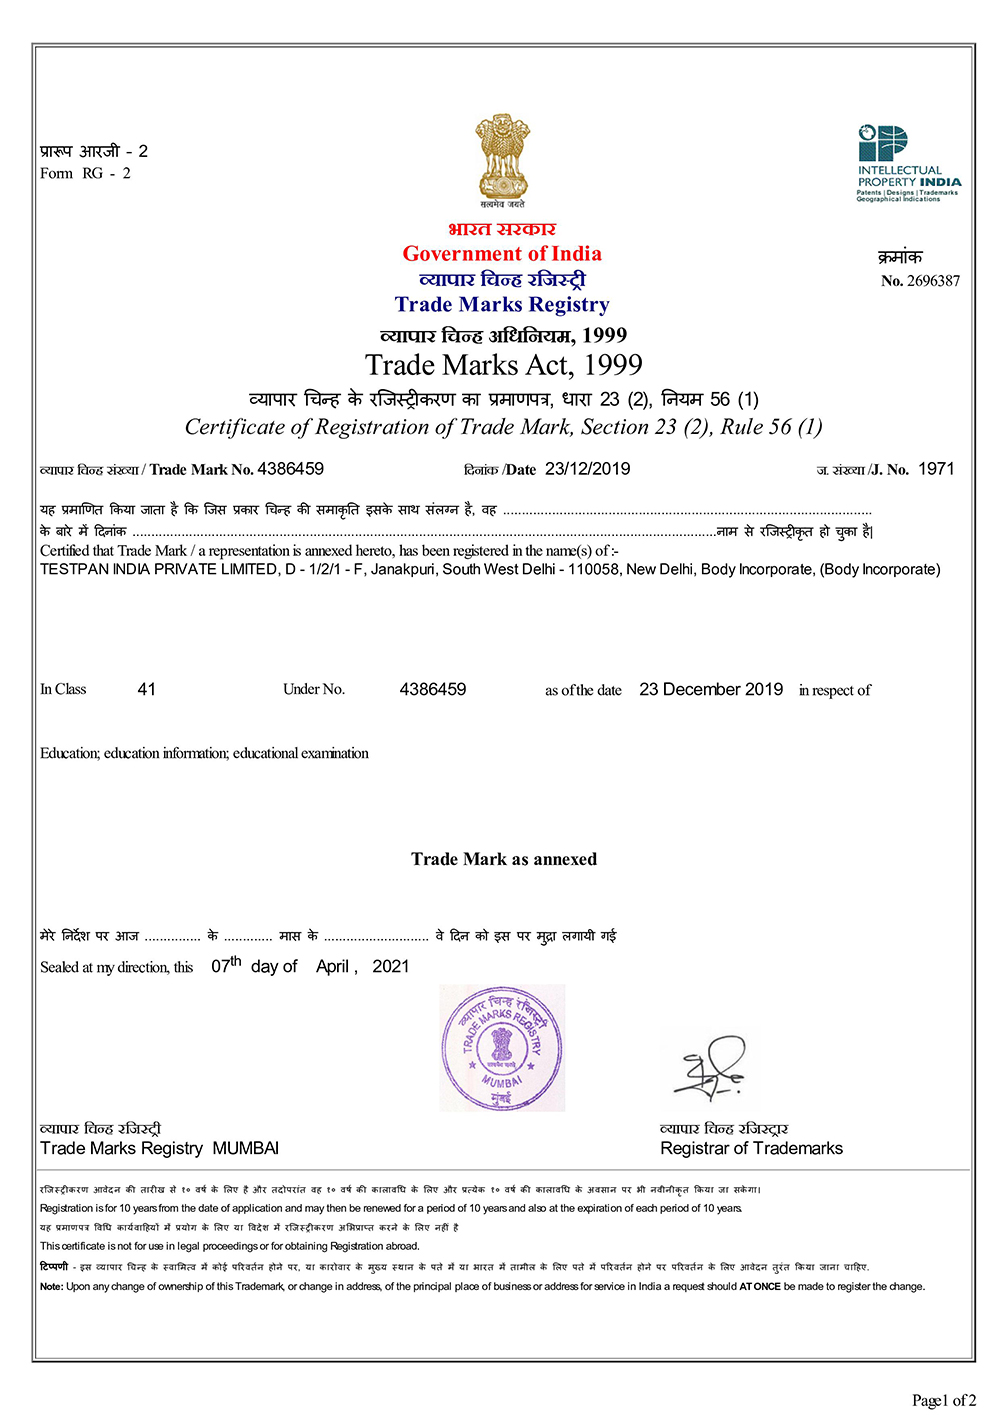 प्रारूप आरजी - 2
Form RG - 2
सत्यमेव जयते
INTELLECTUAL
PROPERTY INDIA
Patents | Designs | Trademarks
Geographical Indications
भारत सरकार
Government of India
व्यापार चिन्ह रजिस्ट्री
Trade Marks Registry
क्रमांक
No. 2696387
व्यापार चिन्ह अधिनियम, 1999
Trade Marks Act, 1999
व्यापार चिन्ह के रजिस्ट्रीकरण का प्रमाणपत्र, धारा 23 (2), नियम 56 (1)
Certificate of Registration of Trade Mark, Section 23 (2), Rule 56 (1)
व्यापार चिन्ह संख्या / Trade Mark No. 4386459 दिनांक /Date 23/12/2019 ज. संख्या /J. No. 1971
यह प्रमाणित किया जाता है कि जिस प्रकार चिन्ह की समाकृति इसके साथ संलग्न है, वह ................................................................................
के बारे में दिनांक ................................................................................................................................नाम से रजिस्ट्रीकृत हो चुका है|
Certified that Trade Mark / a representation is annexed hereto, has been registered in the name(s) of :-
TESTPAN INDIA PRIVATE LIMITED, D - 1/2/1 - F, Janakpuri, South West Delhi - 110058, New Delhi, Body Incorporate, (Body Incorporate)
In Class 41 Under No. 4386459 as of the date 23 December 2019 in respect of
Education; education information; educational examination
Trade Mark as annexed
मेरे निर्देश पर आज ............... के ............. मास के ............................ वे दिन को इस पर मुद्रा लगायी गई
Sealed at my direction, this 07th day of April , 2021
व्यापार चिन्ह रजिस्ट्री
TRADE MARKS REGISTRY
सत्यमेव जयते
MUMBAI
मुंबई
व्यापार चिन्ह रजिस्ट्री व्यापार चिन्ह रजिस्ट्रार
Trade Marks Registry MUMBAI Registrar of Trademarks
रजिस्ट्रीकरण आवेदन की तारीख से १० वर्ष के लिए है और तदोपरांत वह १० वर्ष की कालावधि के लिए और प्रत्येक १० वर्ष की कालावधि के अवसान पर भी नवीनीकृत किया जा सकेगा।
Registration is for 10 years from the date of application and may then be renewed for a period of 10 years and also at the expiration of each period of 10 years.
यह प्रमाणपत्र विधि कार्यवाहियों में प्रयोग के लिए या विदेश में रजिस्ट्रीकरण अभिप्राप्त करने के लिए नहीं है
This certificate is not for use in legal proceedings or for obtaining Registration abroad.
टिप्पणी - इस व्यापार चिन्ह के स्वामित्व में कोई परिवर्तन होने पर, या कारोवार के मुख्य स्थान के पते में या भारत में तामील के लिए पते में परिवर्तन होने पर परिवर्तन के लिए आवेदन तुरंत किया जाना चाहिए.
Note: Upon any change of ownership of this Trademark, or change in address, of the principal place of business or address for service in India a request should AT ONCE be made to register the change.
Page1 of 2